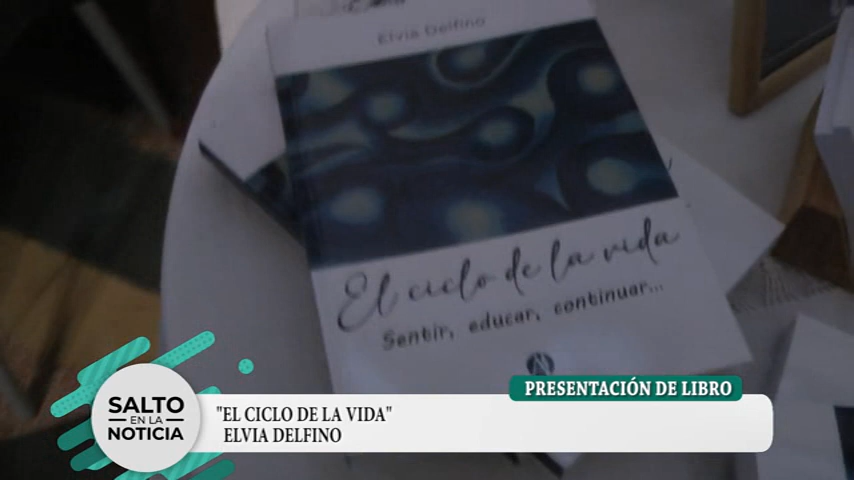 Elvia Delfino
El ciclo de la vida
Sentir, educar, continuar...
PRESENTACIÓN DE LIBRO
SALTO
EN LA
NOTICIA
"EL CICLO DE LA VIDA"
ELVIA DELFINO